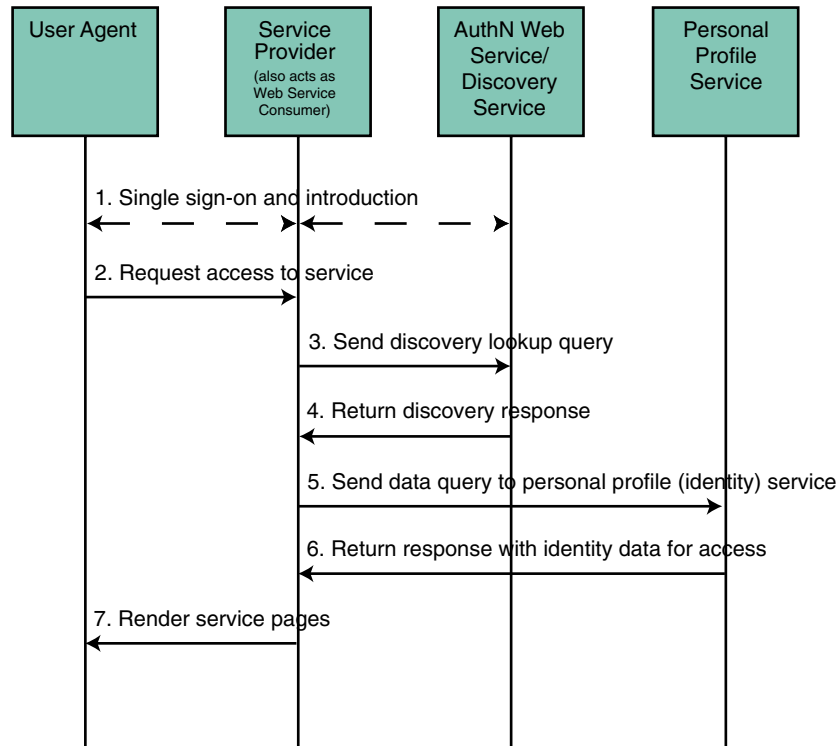 User Agent
Service
Provider
(also acts as
Web Service
Consumer)
AuthN Web
Service/
Discovery
Service
Personal
Profile
Service
1. Single sign-on and introduction
2. Request access to service
3. Send discovery lookup query
4. Return discovery response
5. Send data query to personal profile (identity) service
6. Return response with identity data for access
7. Render service pages